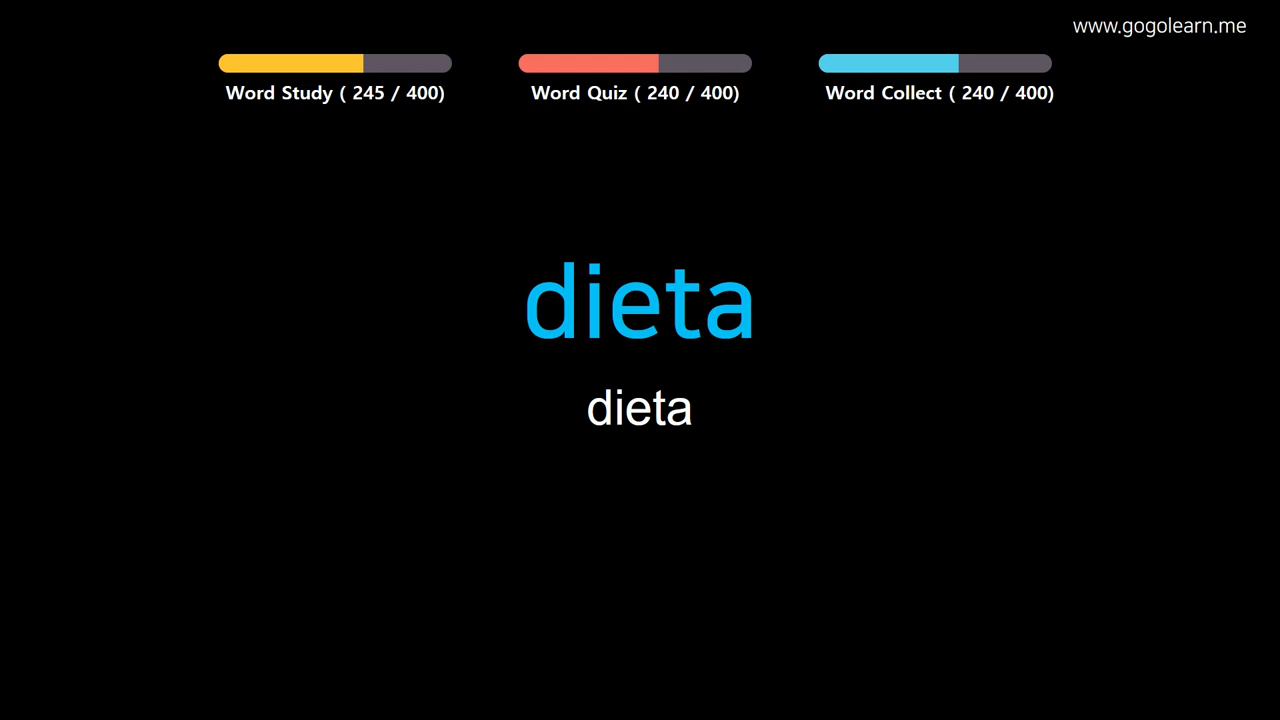 www.gogolearn.me
Word Study ( 245 / 400)
Word Quiz ( 240 / 400)
Word Collect ( 240 / 400)
dieta
dieta